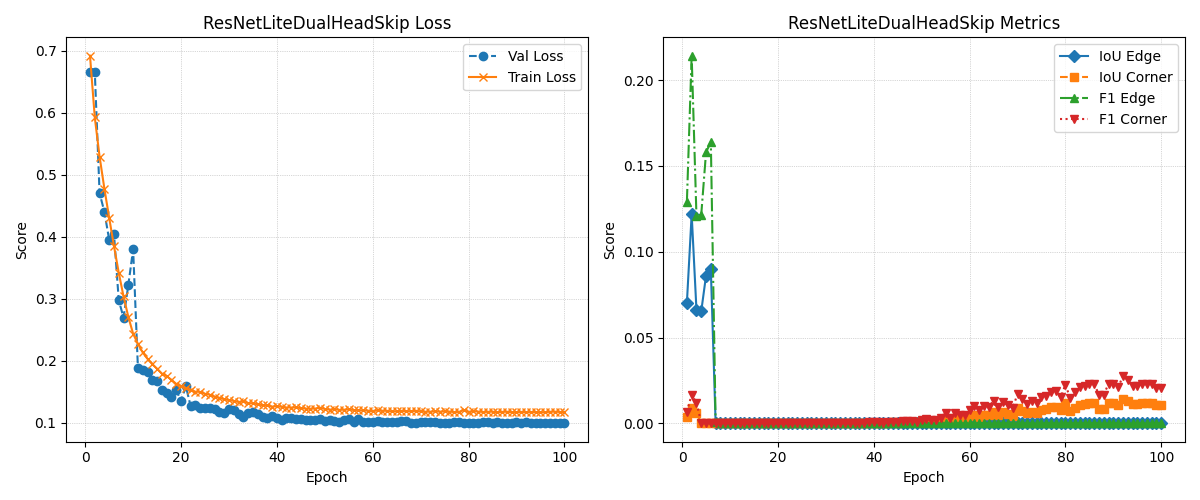 ResNetLiteDualHeadSkip Loss
0.7
0.6
0.5
0.4
0.3
0.2
0.1
Score
0
20
40
60
80
100
Epoch
Val Loss
Train Loss
ResNetLiteDualHeadSkip Metrics
0.20
0.15
0.10
0.05
0.00
Score
0
20
40
60
80
100
Epoch
IoU Edge
IoU Corner
F1 Edge
F1 Corner